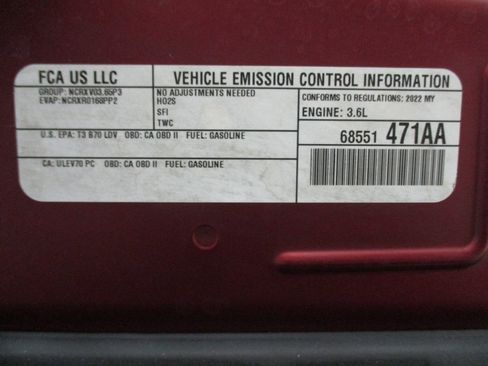 FCA US LLC
VEHICLE EMISSION CONTROL INFORMATION
GROUP: NCRXV03.65P3
EVAP: NCRXR0168PP2
NO ADJUSTMENTS NEEDED
HO2S
SFI
TWC
CONFORMS TO REGULATIONS: 2022 MY
ENGINE: 3.6L
U.S. EPA: T3 B70 LDV OBD: CA OBD II FUEL: GASOLINE
68551 471AA
CA: ULEV70 PC OBD: CA OBD II FUEL: GASOLINE